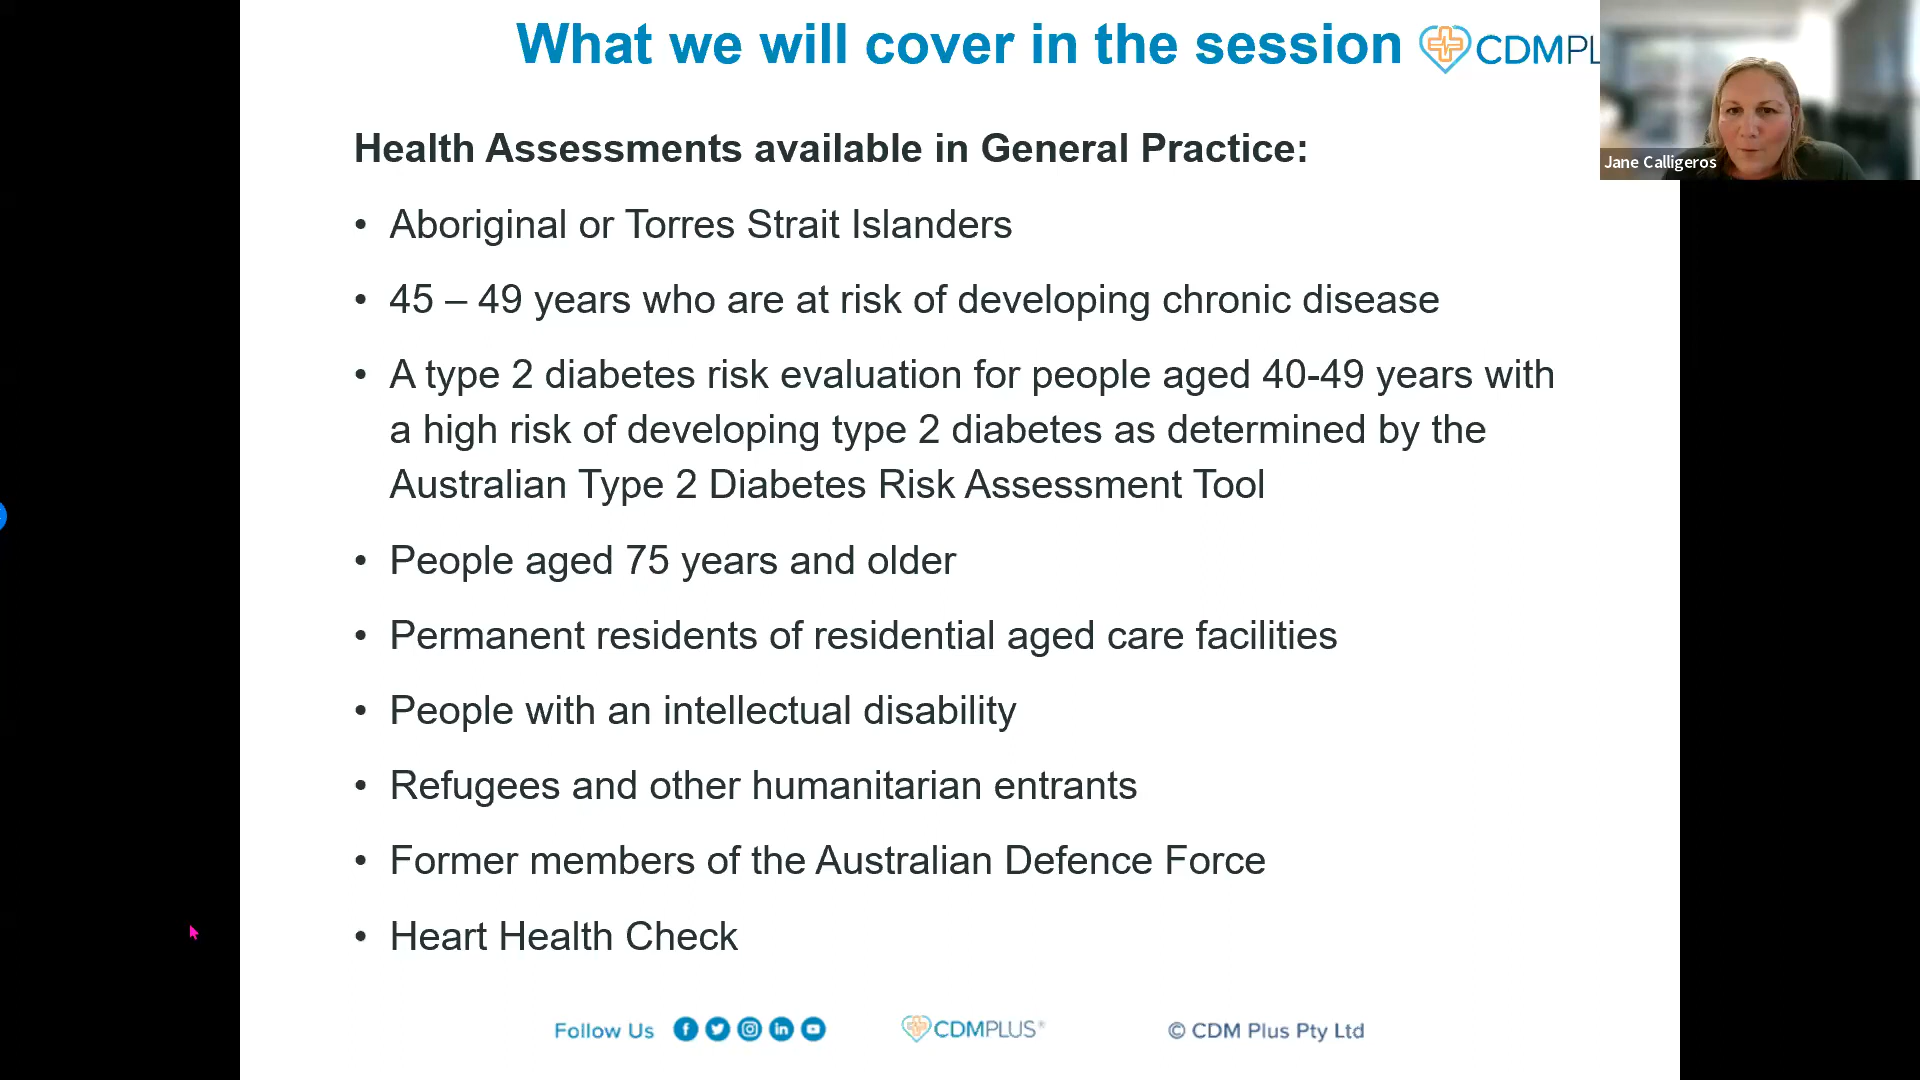 What we will cover in the session
CDMPL
Jane Calligeros
Health Assessments available in General Practice:
• Aboriginal or Torres Strait Islanders
• 45 – 49 years who are at risk of developing chronic disease
• A type 2 diabetes risk evaluation for people aged 40-49 years with
a high risk of developing type 2 diabetes as determined by the
Australian Type 2 Diabetes Risk Assessment Tool
• People aged 75 years and older
• Permanent residents of residential aged care facilities
• People with an intellectual disability
• Refugees and other humanitarian entrants
• Former members of the Australian Defence Force
• Heart Health Check
Follow Us
CDMPLUS®
© CDM Plus Pty Ltd